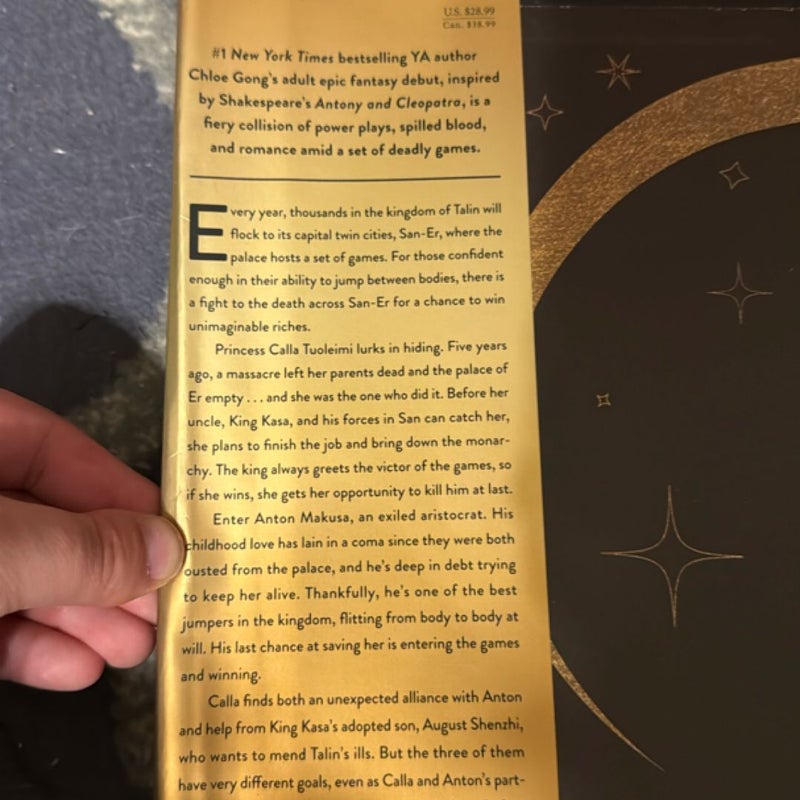 U.S. $28.99
Can. $38.99
#1 New York Times bestselling YA author
Chloe Gong's adult epic fantasy debut, inspired
by Shakespeare's Antony and Cleopatra, is a
fiery collision of power plays, spilled blood,
and romance amid a set of deadly games.
Every year, thousands in the kingdom of Talin will
flock to its capital twin cities, San-Er, where the
palace hosts a set of games. For those confident
enough in their ability to jump between bodies, there is
a fight to the death across San-Er for a chance to win
unimaginable riches.
Princess Calla Tuoleimi lurks in hiding. Five years
ago, a massacre left her parents dead and the palace of
Er empty . . . and she was the one who did it. Before her
uncle, King Kasa, and his forces in San can catch her,
she plans to finish the job and bring down the monar-
chy. The king always greets the victor of the games, so
if she wins, she gets her opportunity to kill him at last.
Enter Anton Makusa, an exiled aristocrat. His
childhood love has lain in a coma since they were both
ousted from the palace, and he's deep in debt trying
to keep her alive. Thankfully, he's one of the best
jumpers in the kingdom, flitting from body to body at
will. His last chance at saving her is entering the games
and winning.
Calla finds both an unexpected alliance with Anton
and help from King Kasa's adopted son, August Shenzhi,
who wants to mend Talin's ills. But the three of them
have very different goals, even as Calla and Anton's part-